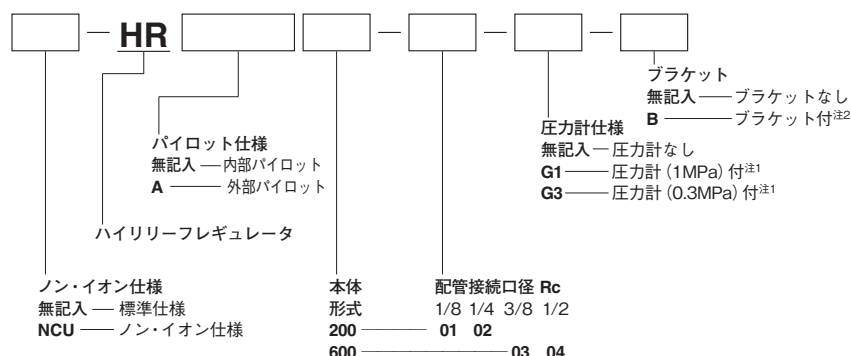 HR
ブラケット
無記入 ブラケットなし
B ブラケット付注2
圧力計仕様
無記入 圧力計なし
G1 圧力計(1MPa)付注1
G3 圧力計(0.3MPa)付注1
パイロット仕様
無記入 内部パイロット
A 外部パイロット
ハイリリーフレギュレータ
ノン・イオン仕様
無記入 標準仕様
NCU ノン・イオン仕様
本体 配管接続口径 Rc
形式 1/8 1/4 3/8 1/2
200 01 02
600 03 04